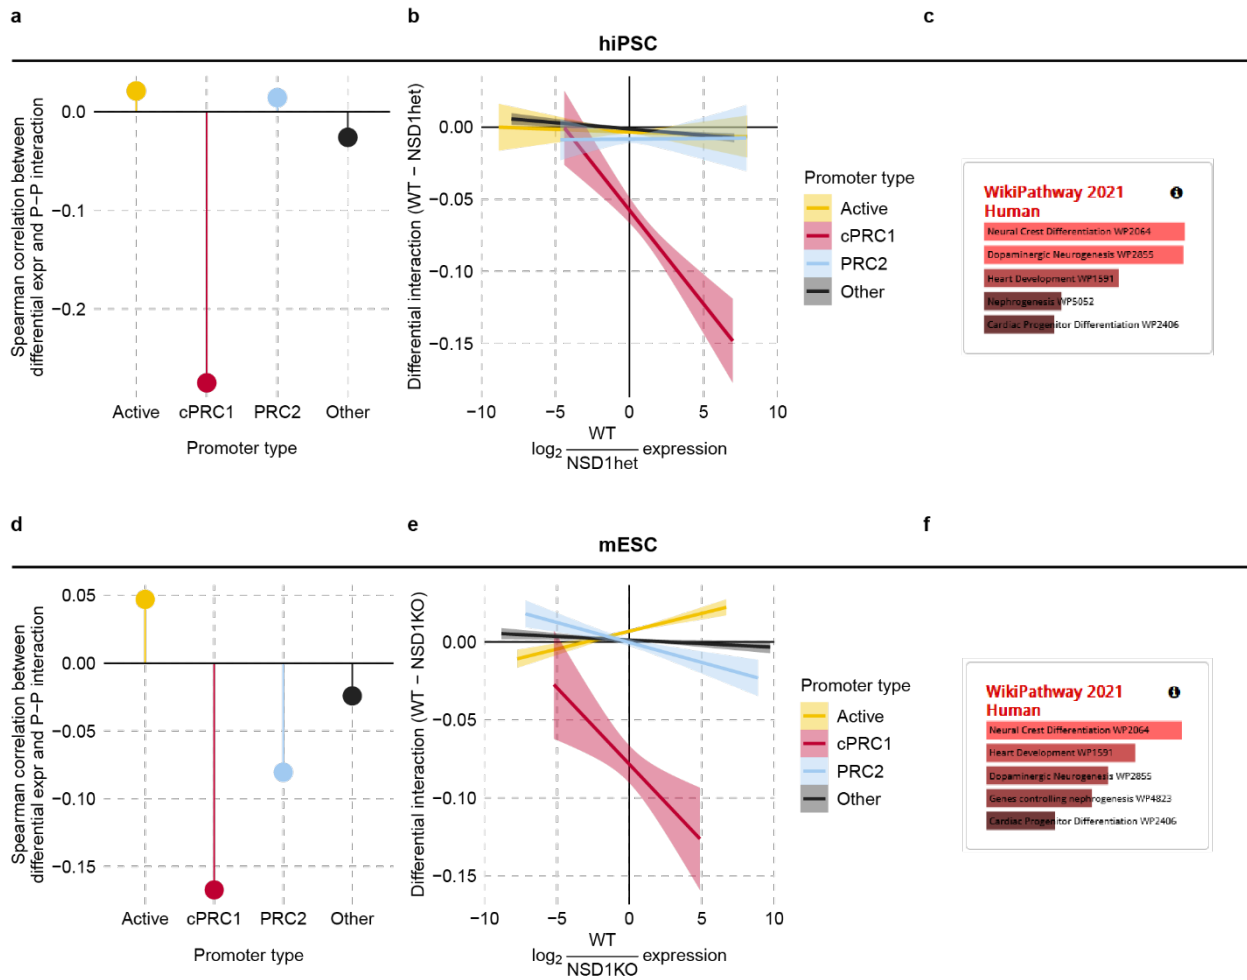 a
b
c
hiPSC
Spearman correlation between
differential expr and P−P interaction
0.0
−0.1
−0.2
Active
cPRC1
PRC2
Other
Promoter type
Differential interaction (WT − NSD1het)
0.00
−0.05
−0.10
−0.15
−10
−5
0
5
10
log2 WT
NSD1het expression
Promoter type
Active
cPRC1
PRC2
Other
WikiPathway 2021
Human
Neural Crest Differentiation WP2064
Dopaminergic Neurogenesis WP2855
Heart Development WP1591
Nephrogenesis WP5052
Cardiac Progenitor Differentiation WP2406
d
e
f
mESC
Spearman correlation between
differential expr and P−P interaction
0.05
0.00
−0.05
−0.10
−0.15
Active
cPRC1
PRC2
Other
Promoter type
Differential interaction (WT − NSD1KO)
0.00
−0.05
−0.10
−0.15
−10
−5
0
5
10
log2 WT
NSD1KO expression
Promoter type
Active
cPRC1
PRC2
Other
WikiPathway 2021
Human
Neural Crest Differentiation WP2064
Heart Development WP1591
Dopaminergic Neurogenesis WP2855
Genes controlling nephrogenesis WP4823
Cardiac Progenitor Differentiation WP2406